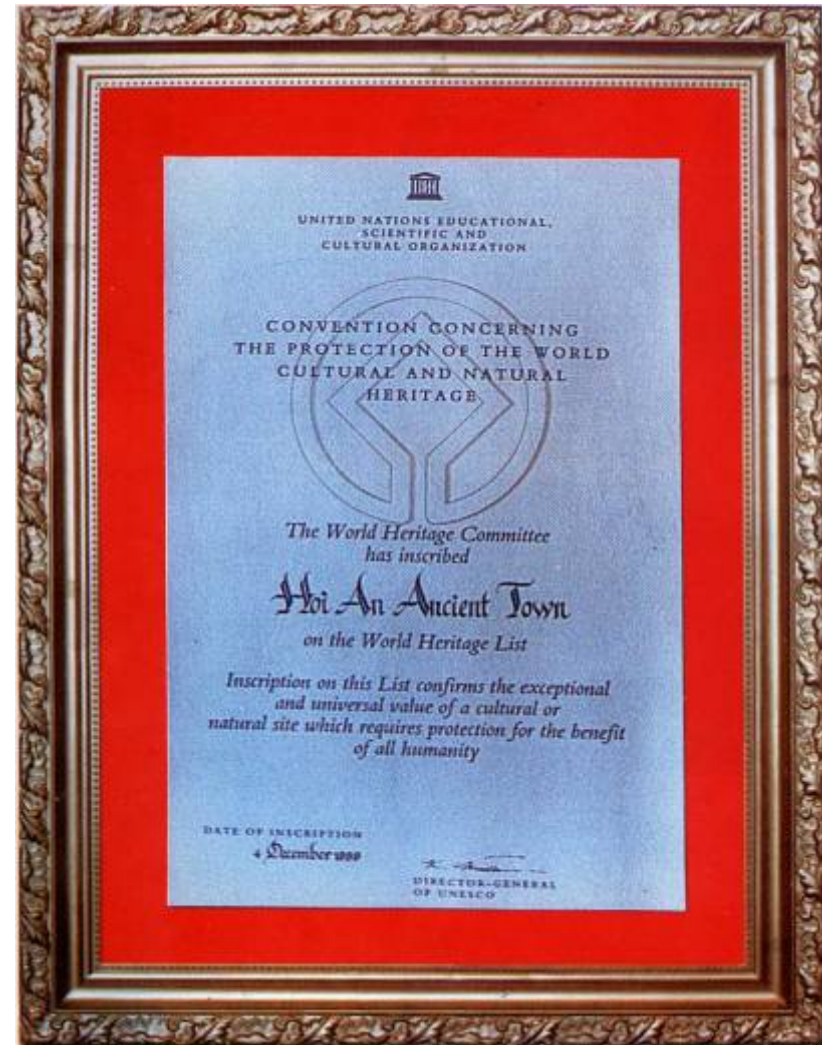 UNITED NATIONS EDUCATIONAL,
SCIENTIFIC AND
CULTURAL ORGANIZATION
CONVENTION CONCERNING
THE PROTECTION OF THE WORLD
CULTURAL AND NATURAL
HERITAGE
The World Heritage Committee
has inscribed
Hoi An Ancient Town
on the World Heritage List
Inscription on this List confirms the exceptional
and universal value of a cultural or
natural site which requires protection for the benefit
of all humanity
DATE OF INSCRIPTION
4 December 1999
DIRECTOR-GENERAL
OF UNESCO